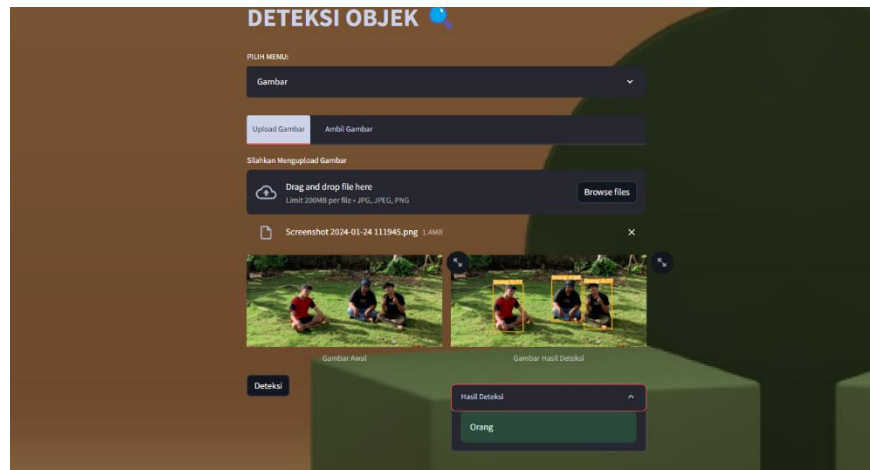 DETEKSI OBJEK
PILIH MENU:
Gambar
Upload Gambar Ambil Gambar
Silahkan Mengupload Gambar
Drag and drop file here
Limit 200MB per file • JPG, JPEG, PNG
Browse files
Screenshot 2024-01-24 111945.png 1.4MB
Gambar Awal
Gambar Hasil Deteksi
Deteksi
Hasil Deteksi
Orang